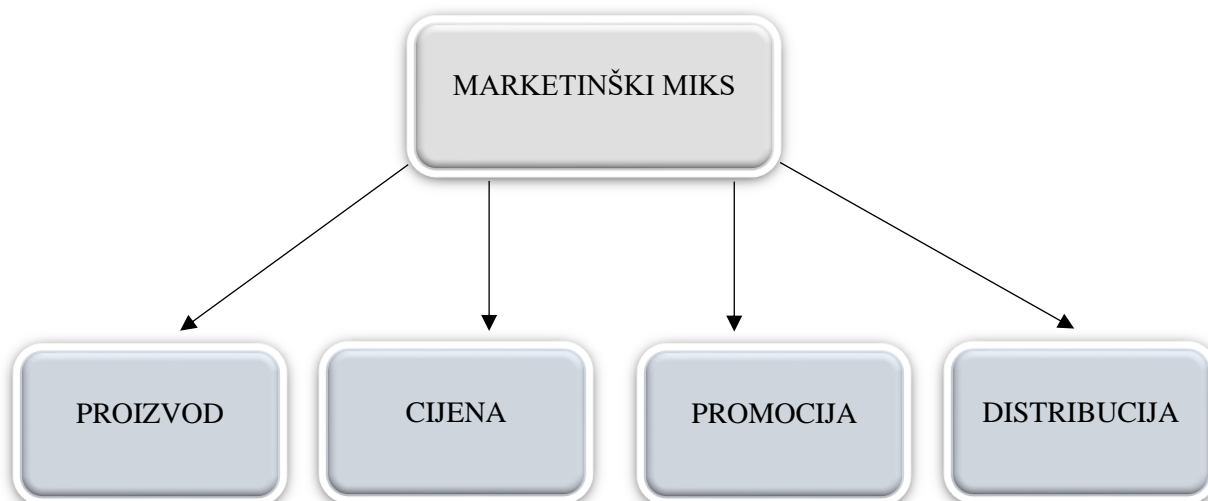 MARKETINŠKI MIKS
PROIZVOD
CIJENA
PROMOCIJA
DISTRIBUCIJA